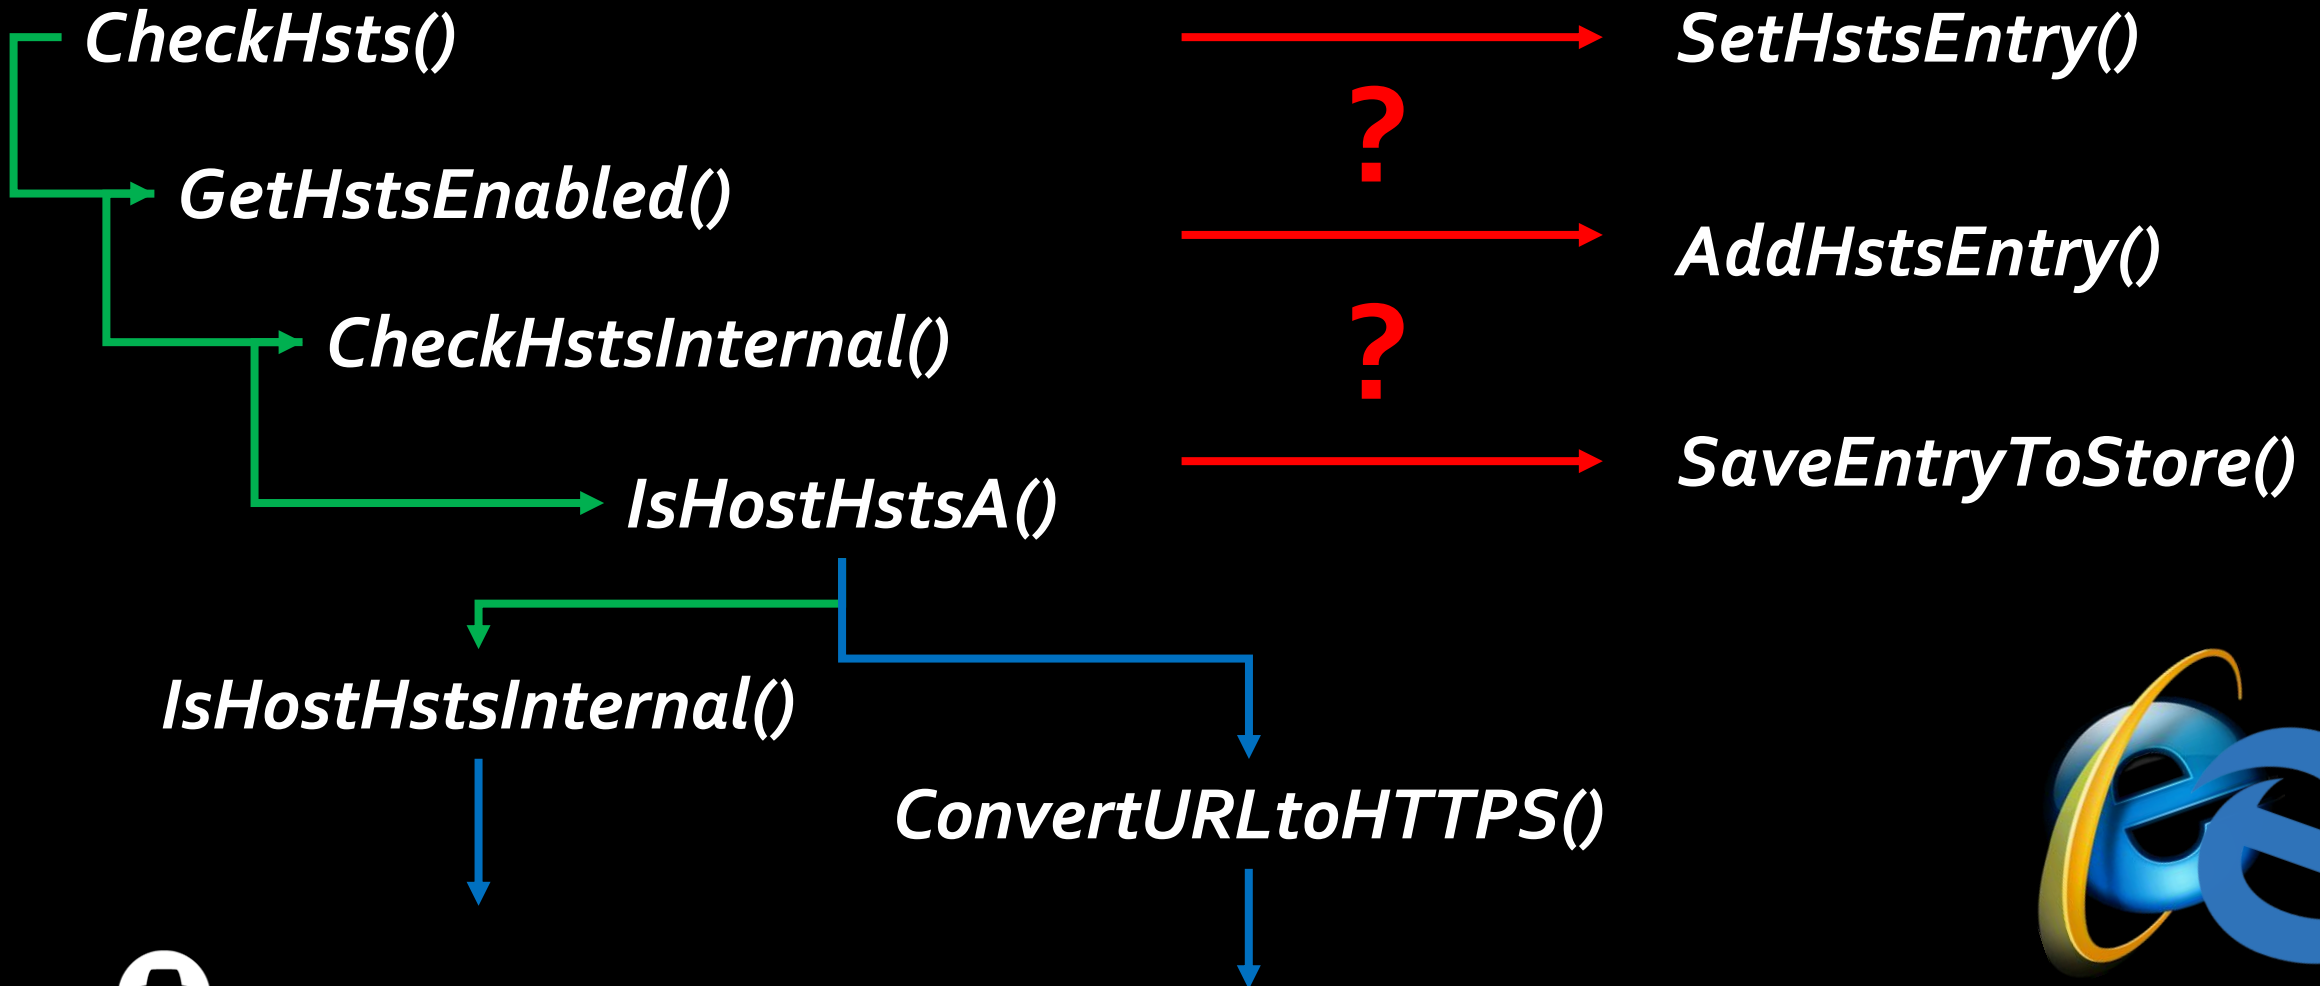 CheckHsts()
SetHstsEntry()
?
GetHstsEnabled()
AddHstsEntry()
?
CheckHstsInternal()
SaveEntryToStore()
IsHostHstsA()
IsHostHstsInternal()
ConvertURLtoHTTPS()